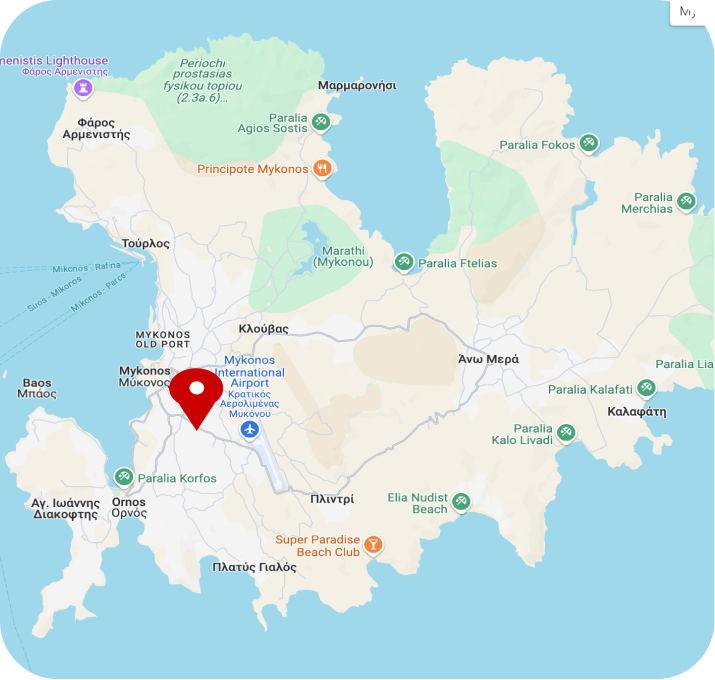 Periochi
prostasias
fysikou topiou
(2.3a.6)...
menistis Lighthouse
Φάρος Αρμενιστής
Μαρμαρονήσι
Φάρος
Αρμενιστής
Paralia
Agios Sostis
Paralia Fokos
Principote Mykonos
Paralia
Merchias
Τούρλος
Marathi
(Mykonou)
Paralia Ftelias
Mikonos - Rafina
Siros - Mikonos
Mikonos - Paros
Κλούβας
MYKONOS
OLD PORT
Άνω Μερά
Paralia Lia
Mykonos
Μύκονος
Mykonos
International
Airport
Κρατικός
Αερολιμένας
Μυκόνου
Baos
Μπάος
Paralia Kalafati
Καλαφάτη
Paralia
Kalo Livadi
Paralia Korfos
Αγ. Ιωάννης
Διακοφτης
Ornos
Ορνός
Πλιντρί
Elia Nudist
Beach
Super Paradise
Beach Club
Πλατύς Γιαλός